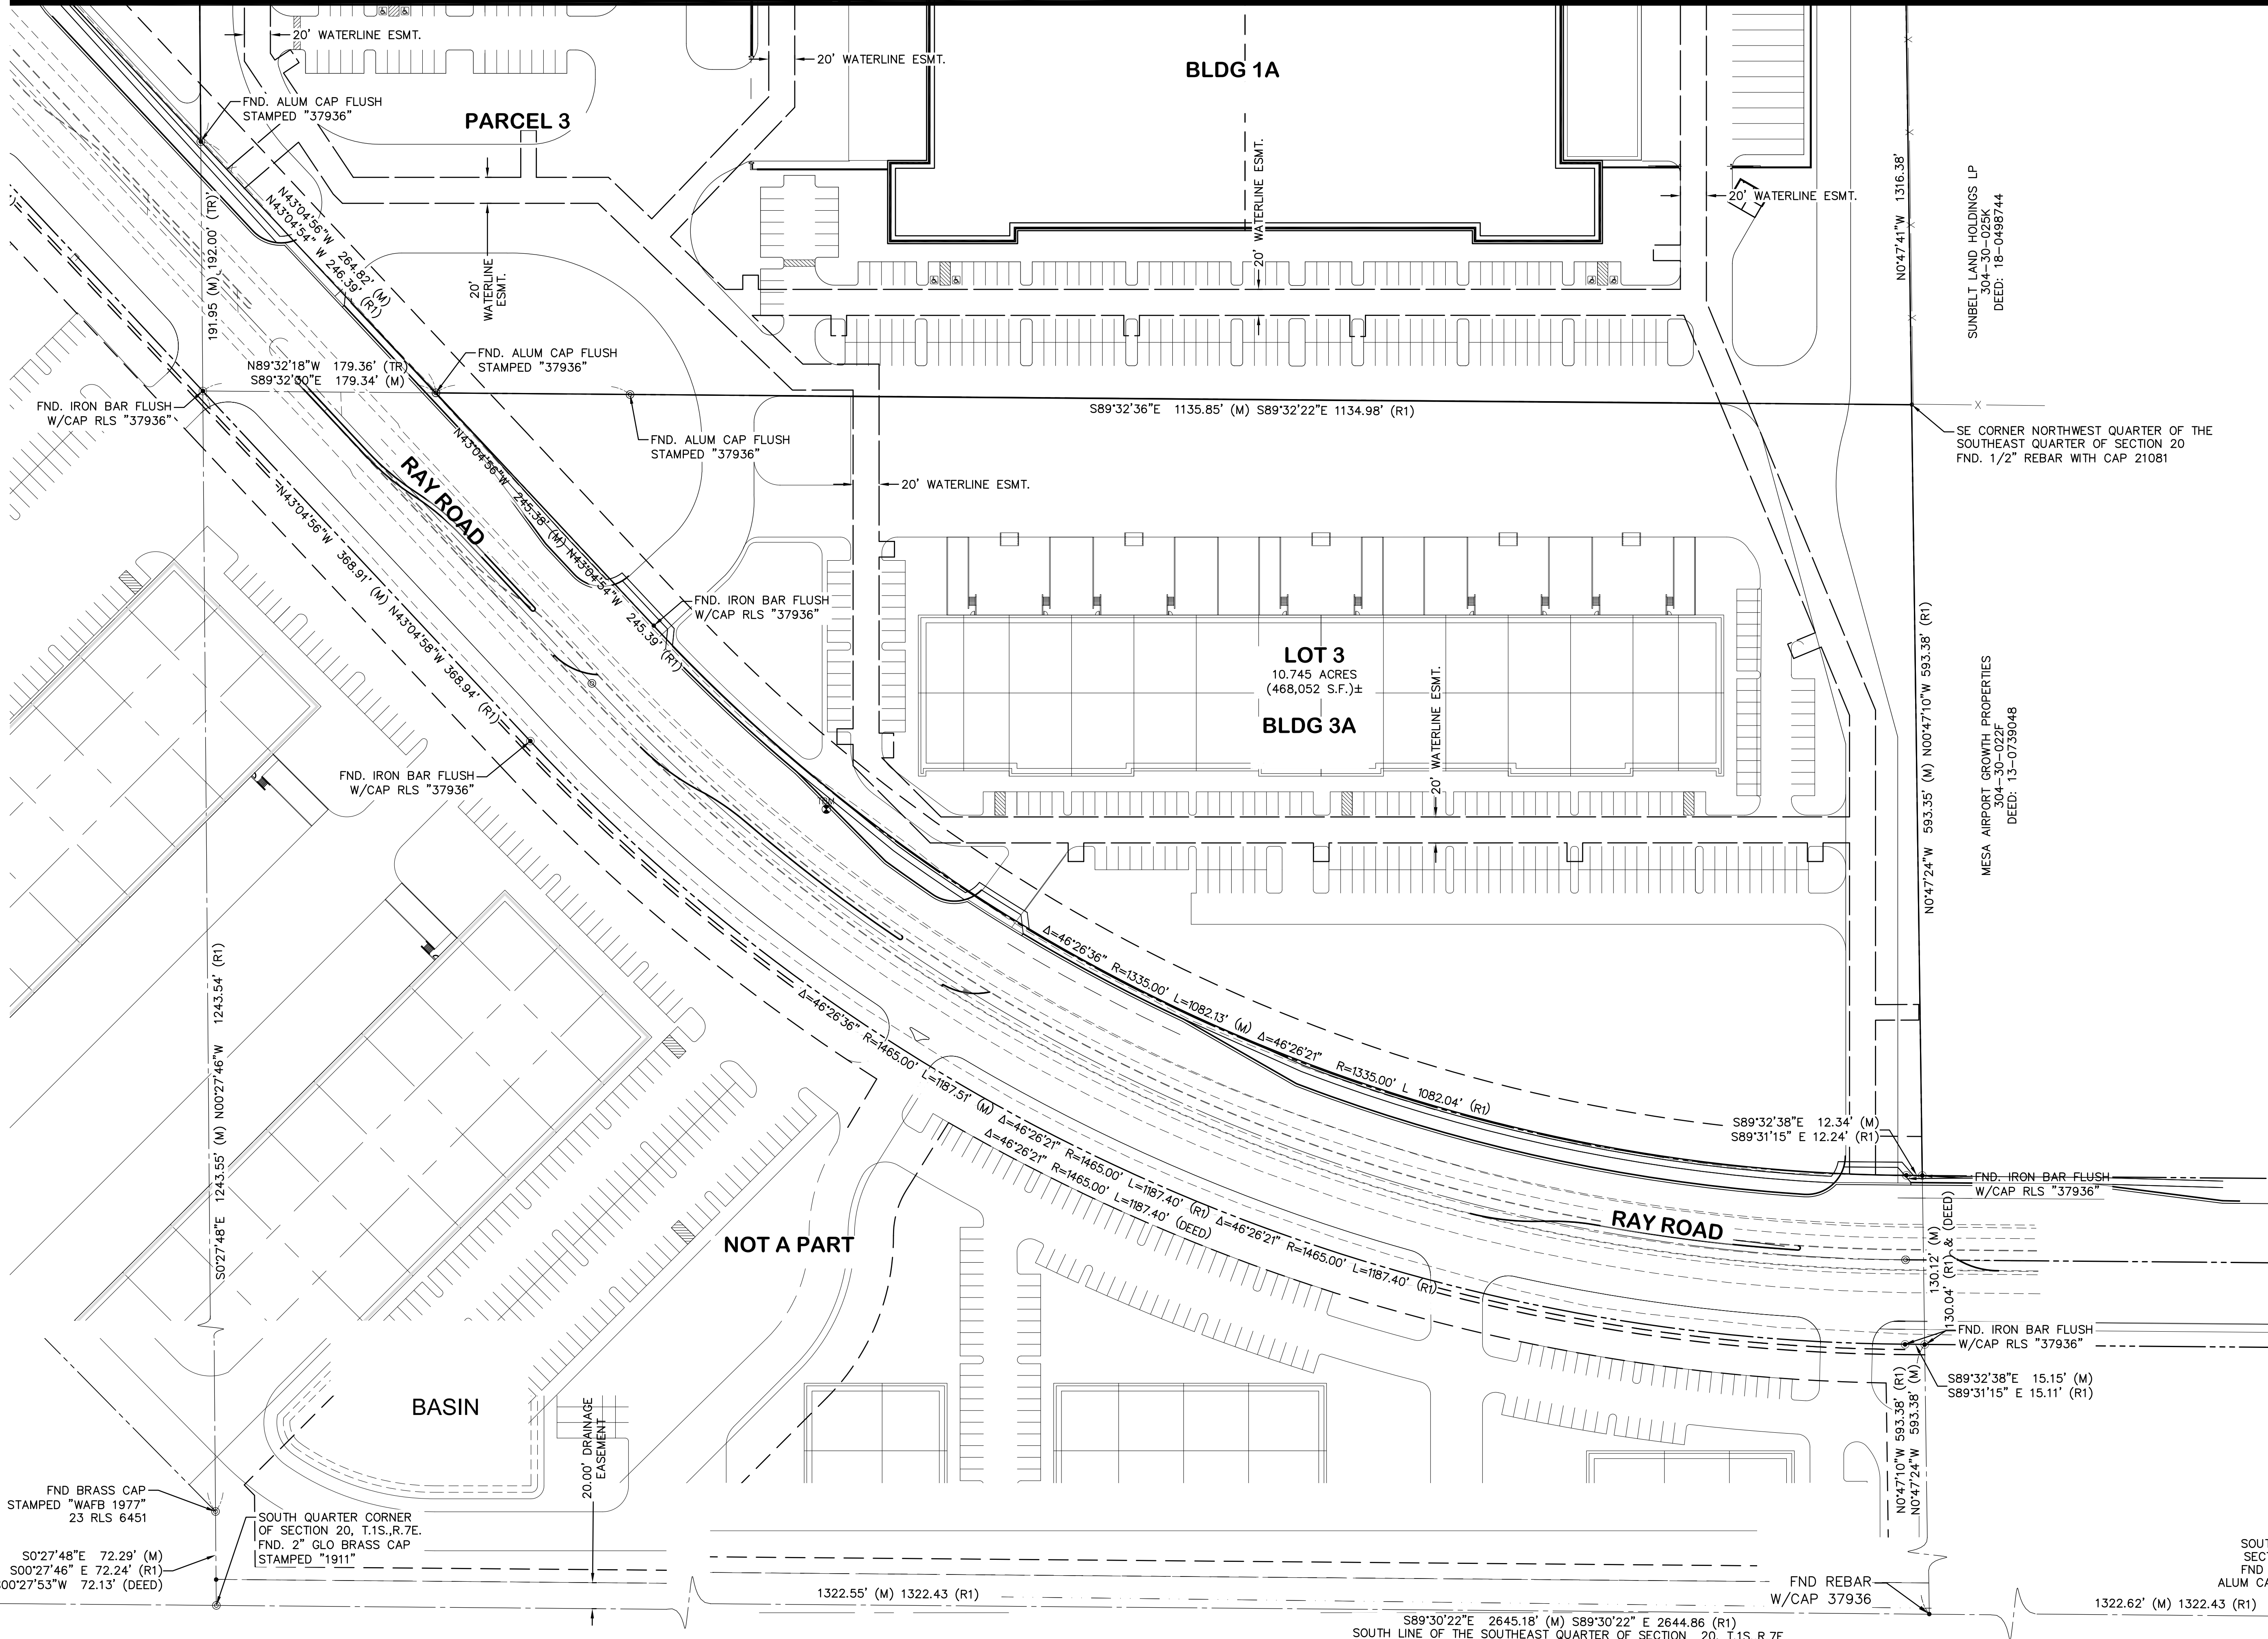 20' WATERLINE ESMT.
20' WATERLINE ESMT.
BLDG 1A
FND. ALUM CAP FLUSH
STAMPED "37936"
PARCEL 3
20' WATERLINE ESMT.
20' WATERLINE ESMT.
N0°47'41"W 1316.38'
SUNBELT LAND HOLDINGS LP
304-30-025K
DEED: 18-0498744
191.95 (M) 192.00' (TR)
N43°04'56"W 264.82' (M)
N43°04'54" W 246.39' (R1)
20'
WATERLINE
ESMT.
N89°32'18"W 179.36' (TR)
S89°32'00"E 179.34' (M)
FND. ALUM CAP FLUSH
STAMPED "37936"
FND. IRON BAR FLUSH
W/CAP RLS "37936"
S89°32'36"E 1135.85' (M) S89°32'22"E 1134.98' (R1)
FND. ALUM CAP FLUSH
STAMPED "37936"
SE CORNER NORTHWEST QUARTER OF THE
SOUTHEAST QUARTER OF SECTION 20
FND. 1/2" REBAR WITH CAP 21081
RAY ROAD
N43°04'56"W 245.38' (M) N43°04'54"W 245.39' (R1)
20' WATERLINE ESMT.
N43°04'56"W 368.91' (M) N43°04'58"W 368.94' (R1)
FND. IRON BAR FLUSH
W/CAP RLS "37936"
LOT 3
10.745 ACRES
(468,052 S.F.)±
BLDG 3A
20' WATERLINE ESMT.
N0°47'24"W 593.35' (M) N00°47'10"W 593.38' (R1)
MESA AIRPORT GROWTH PROPERTIES
304-30-022F
DEED: 13-0739048
FND. IRON BAR FLUSH
W/CAP RLS "37936"
TBM
S0°27'48"E 1243.55' (M) N00°27'46"W 1243.54' (R1)
Δ=46°26'36" R=1335.00' L=1082.13' (M) Δ=46°26'21" R=1335.00' L 1082.04' (R1)
Δ=46°26'36" R=1465.00' L=1187.51' (M) Δ=46°26'21" R=1465.00' L=1187.40' (R1) Δ=46°26'21" R=1465.00' L=1187.40' (R1)
Δ=46°26'21" R=1465.00' L=1187.40' (DEED)
S89°32'38"E 12.34' (M)
S89°31'15" E 12.24' (R1)
FND. IRON BAR FLUSH
W/CAP RLS "37936"
NOT A PART
RAY ROAD
130.12' (M)
130.04' (R1) & (DEED)
FND. IRON BAR FLUSH
W/CAP RLS "37936"
S89°32'38"E 15.15' (M)
S89°31'15" E 15.11' (R1)
N0°47'10"W 593.38' (R1)
N0°47'24"W 593.38' (M)
BASIN
20.00' DRAINAGE
EASEMENT
FND BRASS CAP
STAMPED "WAFB 1977"
23 RLS 6451
SOUTH QUARTER CORNER
OF SECTION 20, T.1S.,R.7E.
FND. 2" GLO BRASS CAP
STAMPED "1911"
S0°27'48"E 72.29' (M)
S00°27'46" E 72.24' (R1)
00°27'53"W 72.13' (DEED)
1322.55' (M) 1322.43 (R1)
FND REBAR
W/CAP 37936
SOUT
SECT
FND
ALUM CA
1322.62' (M) 1322.43 (R1)
S89°30'22"E 2645.18' (M) S89°30'22" E 2644.86 (R1)
SOUTH LINE OF THE SOUTHEAST QUARTER OF SECTION 20, T.1S.,R.7E